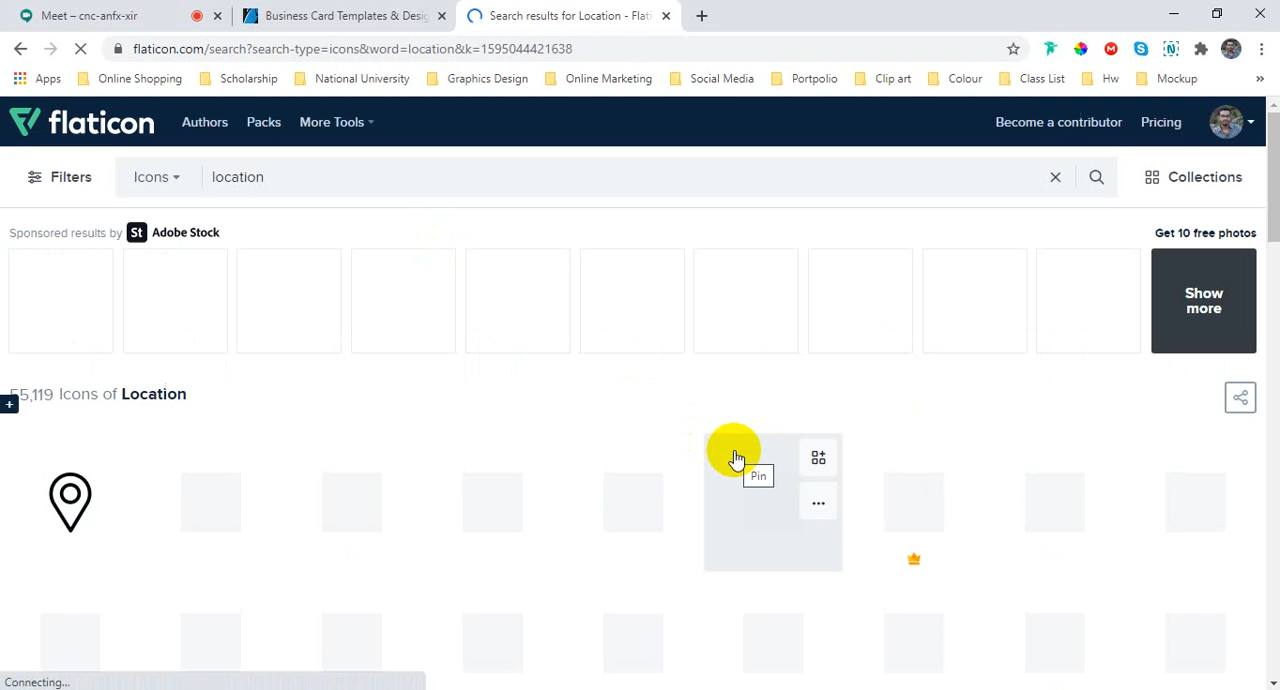 Meet – cnc-anfx-xir
Business Card Templates & Desig
Search results for Location - Flati
flaticon.com/search?search-type=icons&word=location&k=1595044421638
Apps
Online Shopping
Scholarship
National University
Graphics Design
Online Marketing
Social Media
Portpolio
Clip art
Colour
Class List
Hw
Mockup
»
flaticon
Authors
Packs
More Tools
Become a contributor
Pricing
Filters
Icons
location
Collections
Sponsored results by St Adobe Stock
Get 10 free photos
Show
more
55,119 Icons of Location
Pin
Connecting...